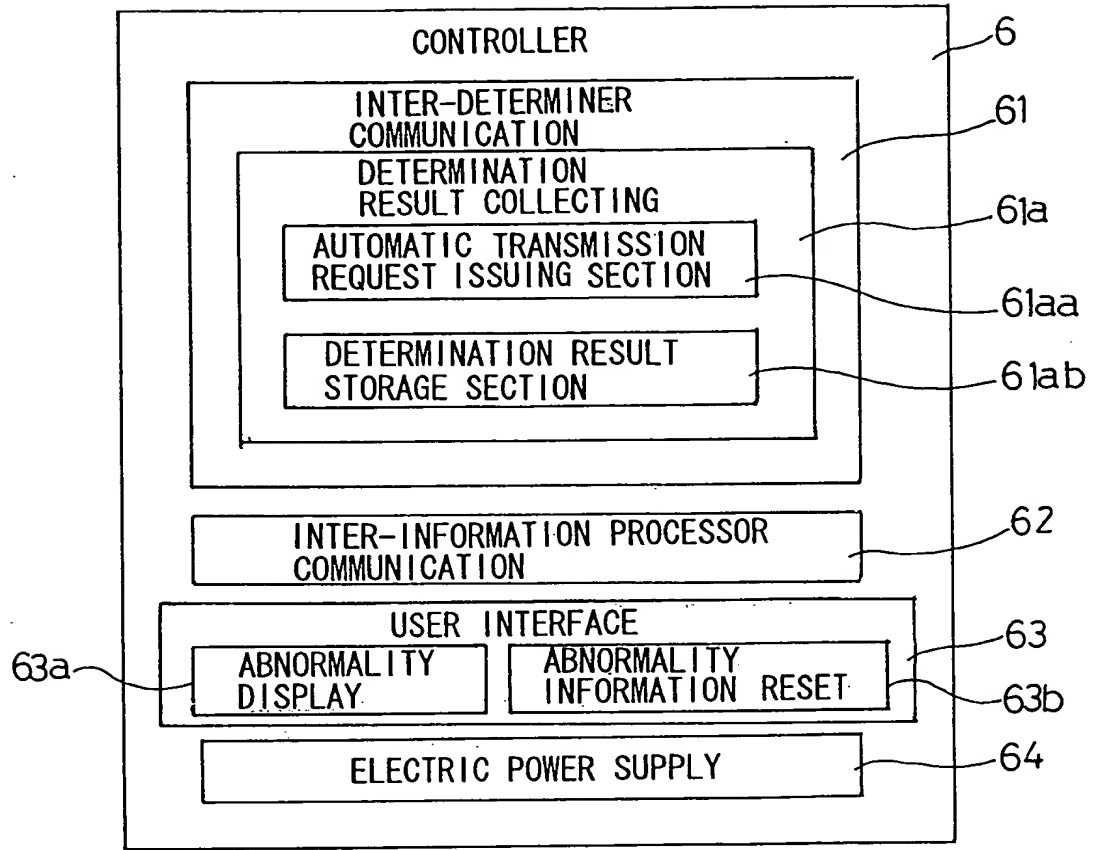 CONTROLLER
6
INTER-DETERMINER
COMMUNICATION
61
DETERMINATION
RESULT COLLECTING
61a
AUTOMATIC TRANSMISSION
REQUEST ISSUING SECTION
61aa
DETERMINATION RESULT
STORAGE SECTION
61ab
INTER-INFORMATION PROCESSOR
COMMUNICATION
62
USER INTERFACE
63
63a
ABNORMALITY
DISPLAY
ABNORMALITY
INFORMATION RESET
63b
ELECTRIC POWER SUPPLY
64